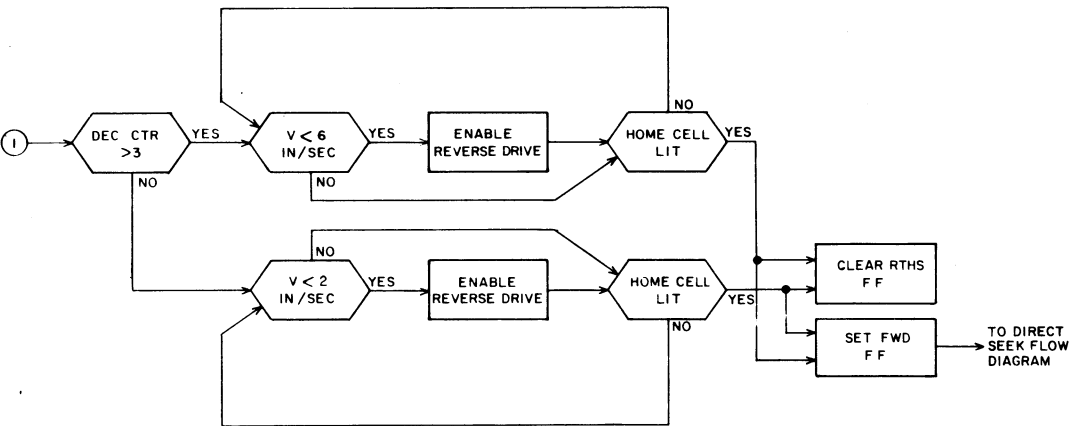 1
DEC CTR
>3
YES
NO
V < 6
IN/SEC
YES
NO
ENABLE
REVERSE DRIVE
HOME CELL
LIT
NO
YES
V < 2
IN/SEC
NO
YES
ENABLE
REVERSE DRIVE
HOME CELL
LIT
YES
NO
CLEAR RTHS
F F
SET FWD
F F
TO DIRECT
SEEK FLOW
DIAGRAM